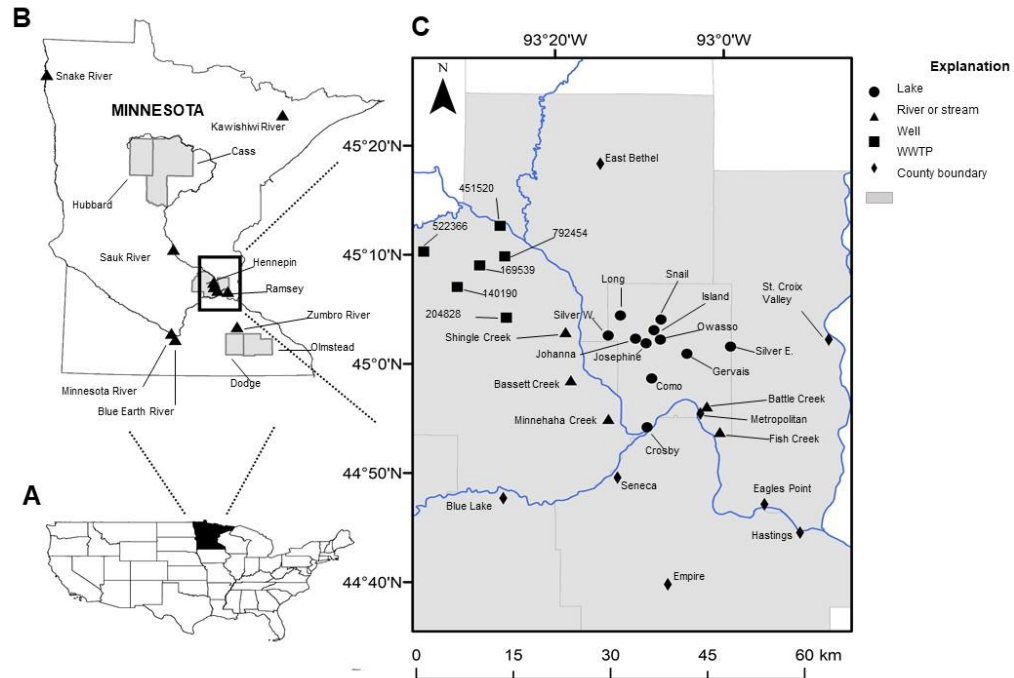 B
Snake River
MINNESOTA
Kawishiwi River
Cass
Hubbard
Sauk River
Hennepin
Ramsey
Zumbro River
Olmstead
Minnesota River
Dodge
Blue Earth River
A
C
93°20'W
93°0'W
N
45°20'N
45°10'N
45°0'N
44°50'N
44°40'N
East Bethel
451520
522366
792454
169539
140190
204828
Long
Snail
Island
St. Croix
Valley
Silver W.
Owasso
Shingle Creek
Johanna
Josephine
Silver E.
Gervais
Bassett Creek
Como
Battle Creek
Minnehaha Creek
Metropolitan
Fish Creek
Crosby
Seneca
Eagles Point
Blue Lake
Hastings
Empire
0 15 30 45 60 km
Explanation
Lake
River or stream
Well
WWTP
County boundary